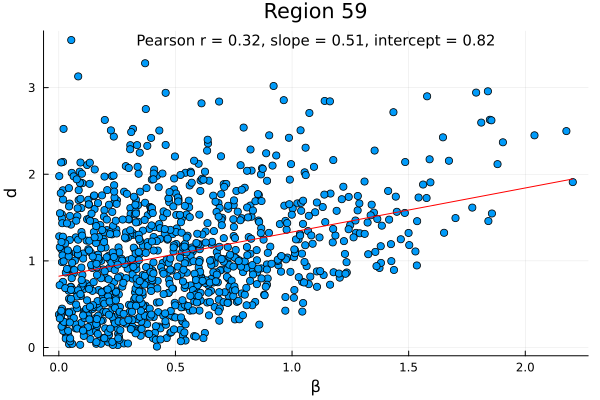 Region 59
Pearson r = 0.32, slope = 0.51, intercept = 0.82
d
3
2
1
0
0.0 0.5 1.0 1.5 2.0
β